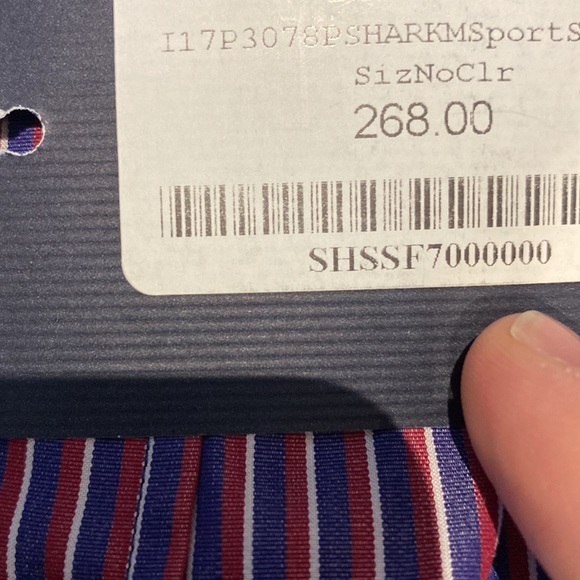 I17P3078PSHARKMSportS
SizNoClr
268.00
SHSSF7000000